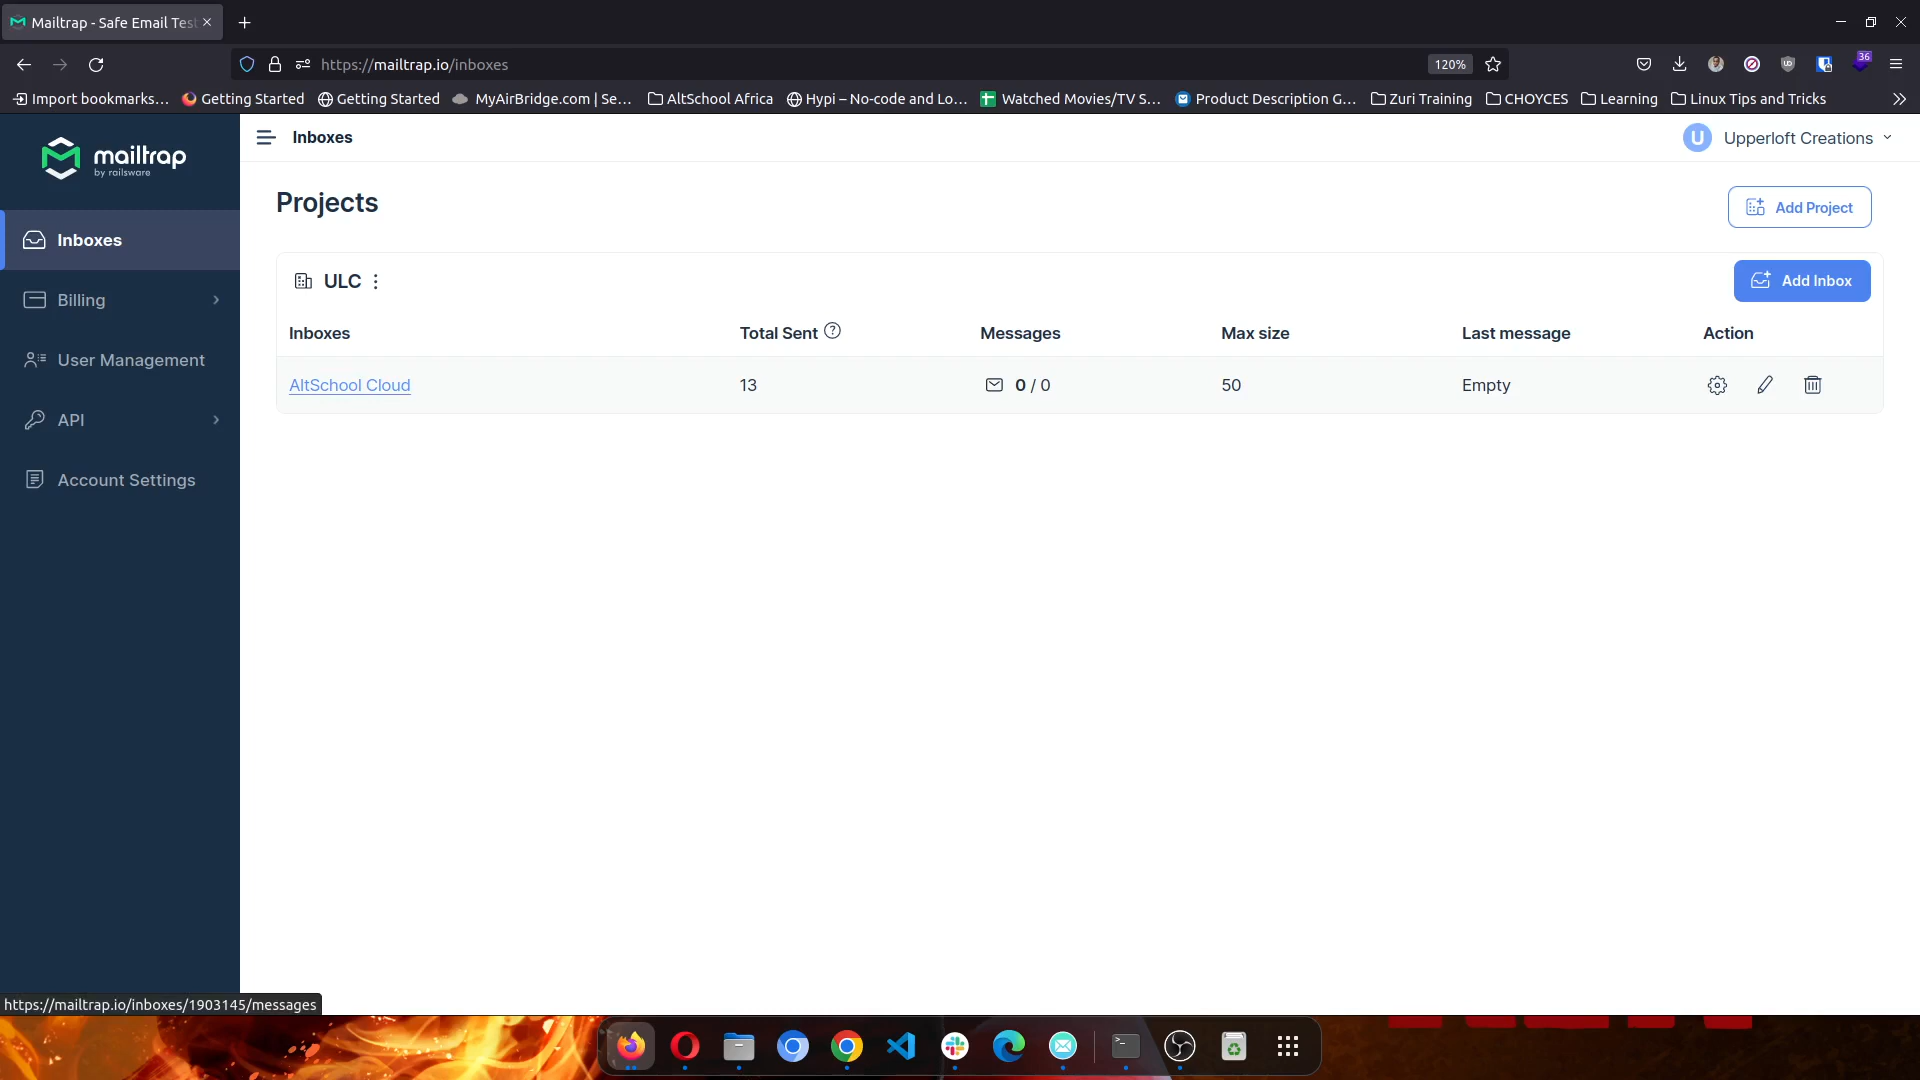 Mailtrap - Safe Email Tes
https://mailtrap.io/inboxes
120%
36
Import bookmarks...
Getting Started
Getting Started
MyAirBridge.com | Se...
AltSchool Africa
Hypi – No-code and Lo...
Watched Movies/TV S...
Product Description G...
Zuri Training
CHOYCES
Learning
Linux Tips and Tricks
mailtrap
by railsware
Inboxes
U
Upperloft Creations
Inboxes
Billing
User Management
API
Account Settings
Projects
Add Project
ULC
Add Inbox
Inboxes
Total Sent
Messages
Max size
Last message
Action
AltSchool Cloud
13
0 / 0
50
Empty
https://mailtrap.io/inboxes/1903145/messages